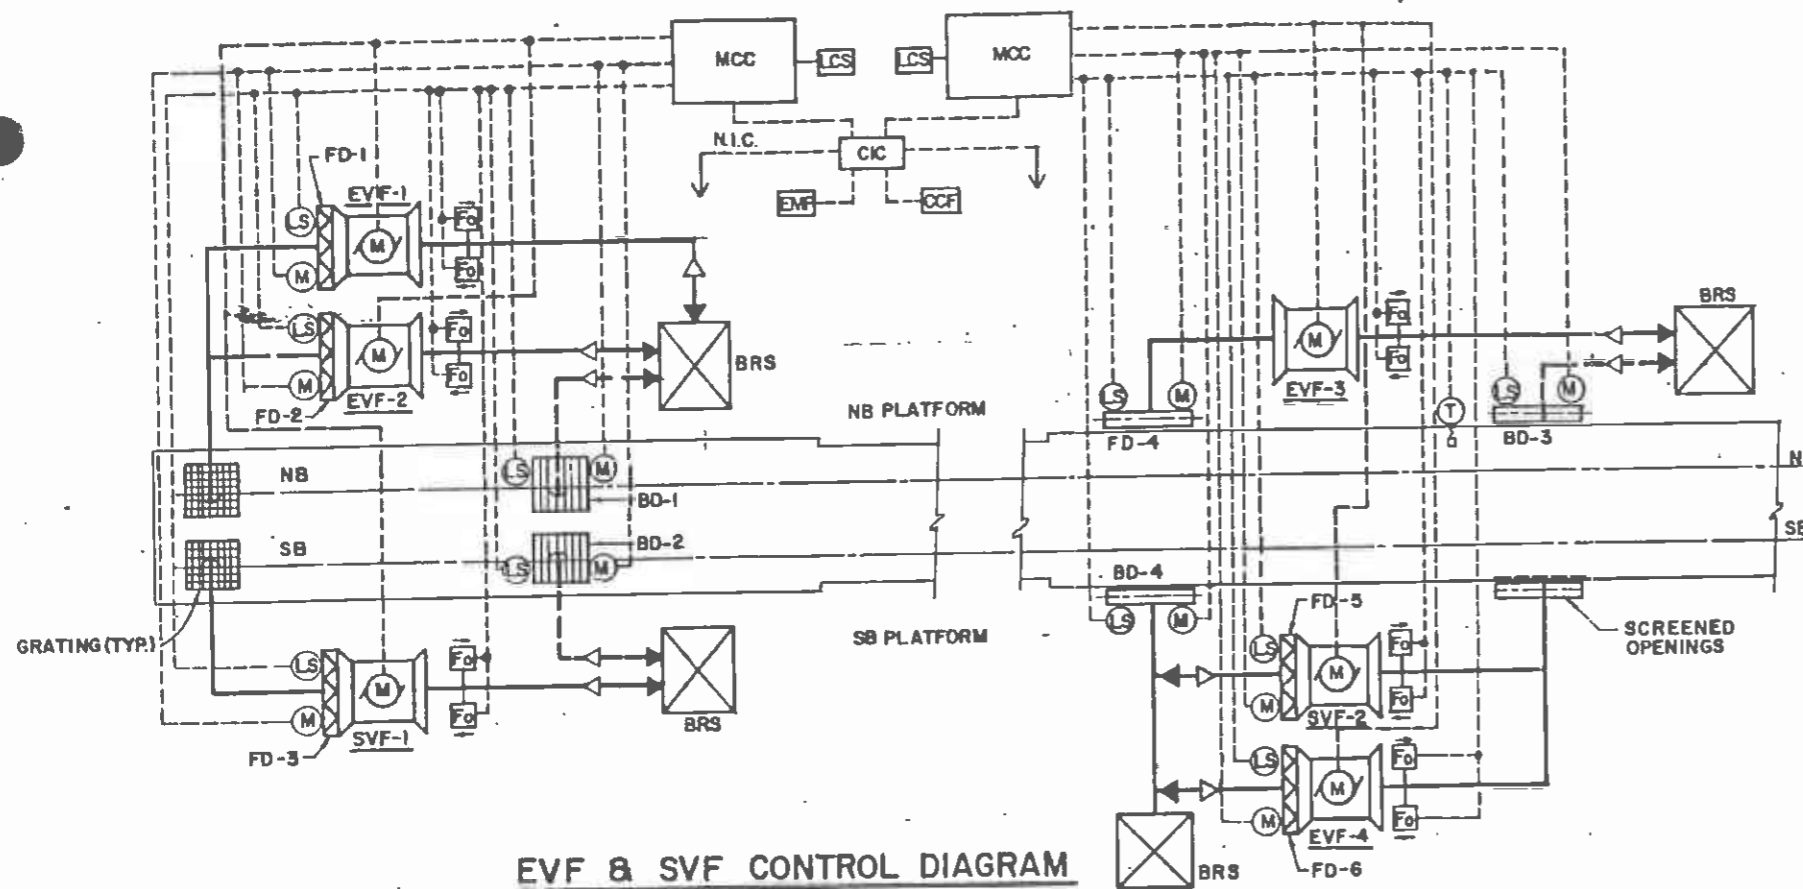 MCC
LCS
LCS
MCC
N.I.C.
CIC
EMP
CCF
FD-1
EVF-1
LS
M
Fo
Fo
M
LS
M
Fo
Fo
M
FD-2
EVF-2
BRS
NB PLATFORM
LS
M
FD-4
M
EVF-3
Fo
Fo
T
LS
M
BD-3
BRS
NB
LS
M
BD-1
N
SB
LS
M
BD-2
SB
BD-4
LS
M
GRATING (TYP.)
SB PLATFORM
FD-5
SCREENED
OPENINGS
LS
M
M
Fo
Fo
SVF-1
FD-3
BRS
LS
M
M
Fo
Fo
SVF-2
LS
M
M
Fo
Fo
EVF-4
FD-6
BRS
EVF & SVF CONTROL DIAGRAM